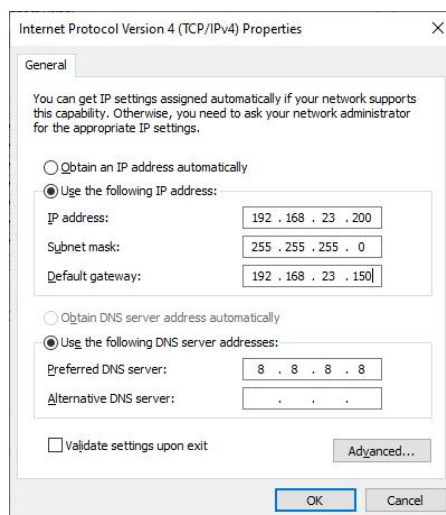 Internet Protocol Version 4 (TCP/IPv4) Properties
General
You can get IP settings assigned automatically if your network supports
this capability. Otherwise, you need to ask your network administrator
for the appropriate IP settings.
Obtain an IP address automatically
Use the following IP address:
IP address: 192 . 168 . 23 . 200
Subnet mask: 255 . 255 . 255 . 0
Default gateway: 192 . 168 . 23 . 150
Obtain DNS server address automatically
Use the following DNS server addresses:
Preferred DNS server: 8 . 8 . 8 . 8
Alternative DNS server: . . .
Validate settings upon exit
Advanced...
OK Cancel